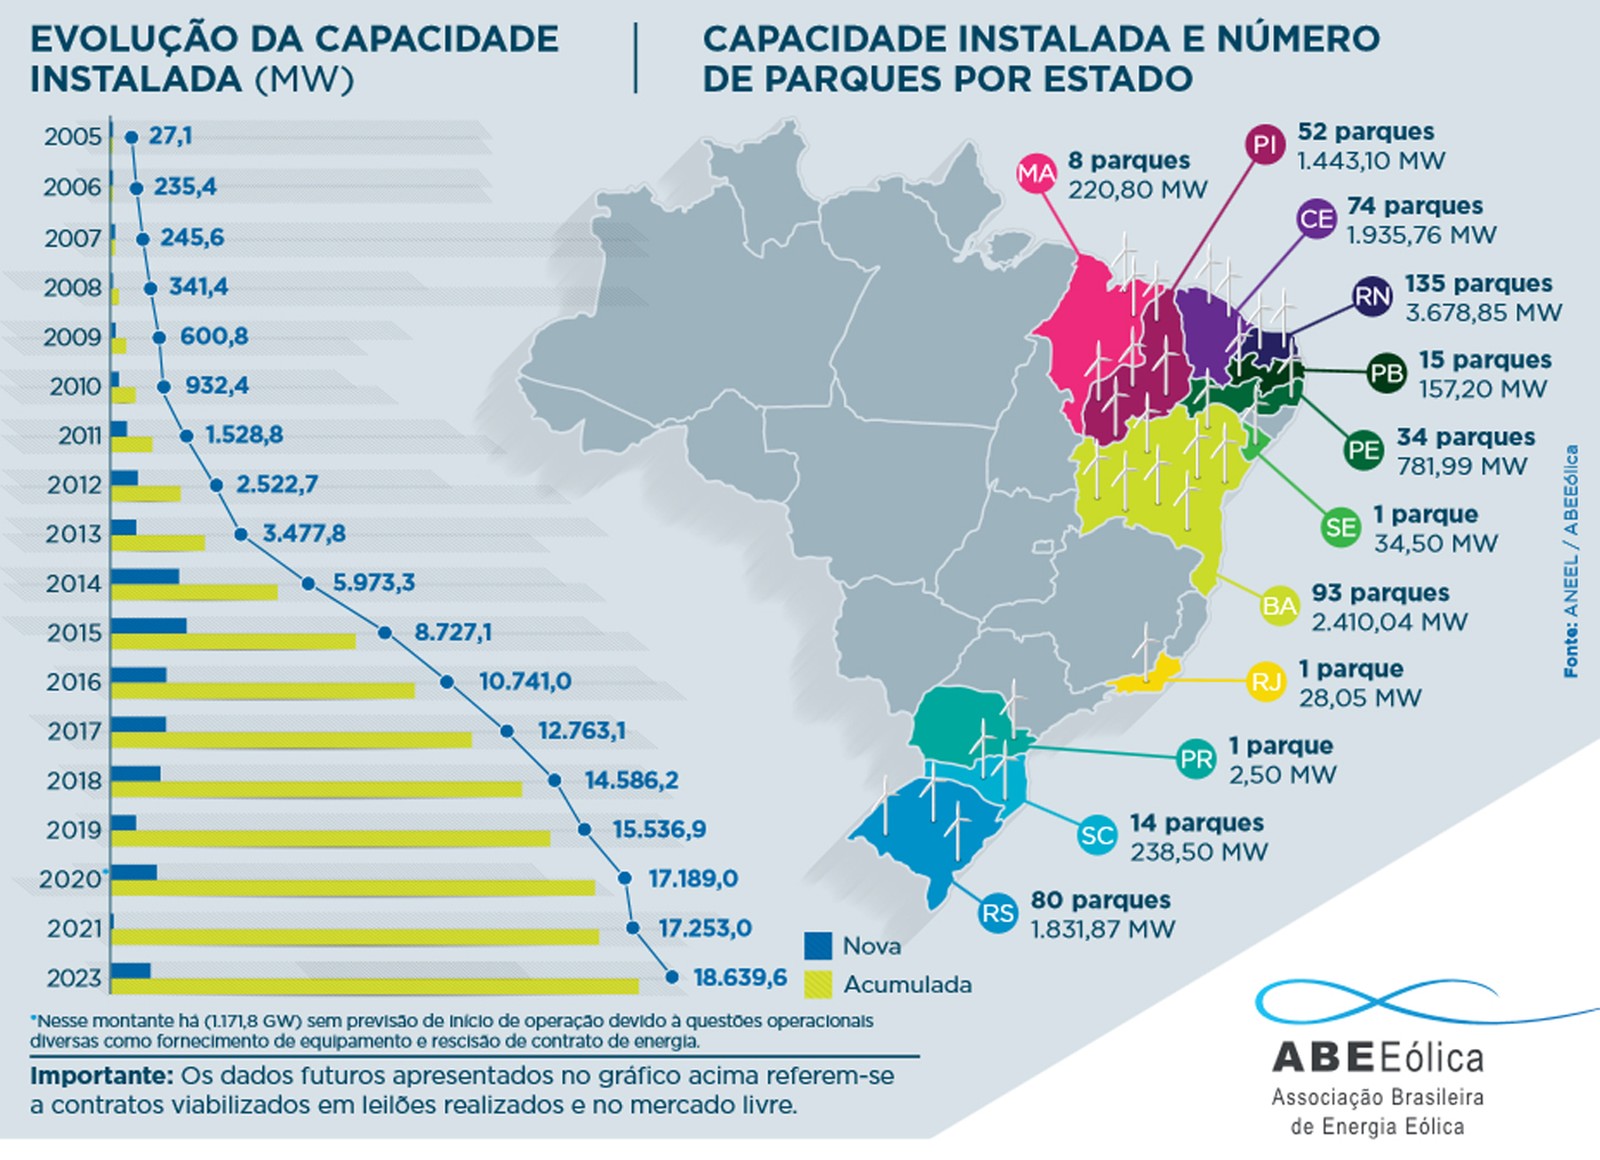 EVOLUÇÃO DA CAPACIDADE
INSTALADA (MW)
2005 27,1
2006 235,4
2007 245,6
2008 341,4
2009 600,8
2010 932,4
2011 1.528,8
2012 2.522,7
2013 3.477,8
2014 5.973,3
2015 8.727,1
2016 10.741,0
2017 12.763,1
2018 14.586,2
2019 15.536,9
2020* 17.189,0
2021 17.253,0
2023 18.639,6
Nova
Acumulada
*Nesse montante há (1.171,8 GW) sem previsão de início de operação devido à questões operacionais
diversas como fornecimento de equipamento e rescisão de contrato de energia.
Importante: Os dados futuros apresentados no gráfico acima referem-se
a contratos viabilizados em leilões realizados e no mercado livre.
CAPACIDADE INSTALADA E NÚMERO
DE PARQUES POR ESTADO
MA
8 parques
220,80 MW
PI
52 parques
1.443,10 MW
CE
74 parques
1.935,76 MW
RN
135 parques
3.678,85 MW
PB
15 parques
157,20 MW
PE
34 parques
781,99 MW
SE
1 parque
34,50 MW
BA
93 parques
2.410,04 MW
RJ
1 parque
28,05 MW
PR
1 parque
2,50 MW
SC
14 parques
238,50 MW
RS
80 parques
1.831,87 MW
Fonte: ANEEL / ABEEólica
ABEEólica
Associação Brasileira
de Energia Eólica